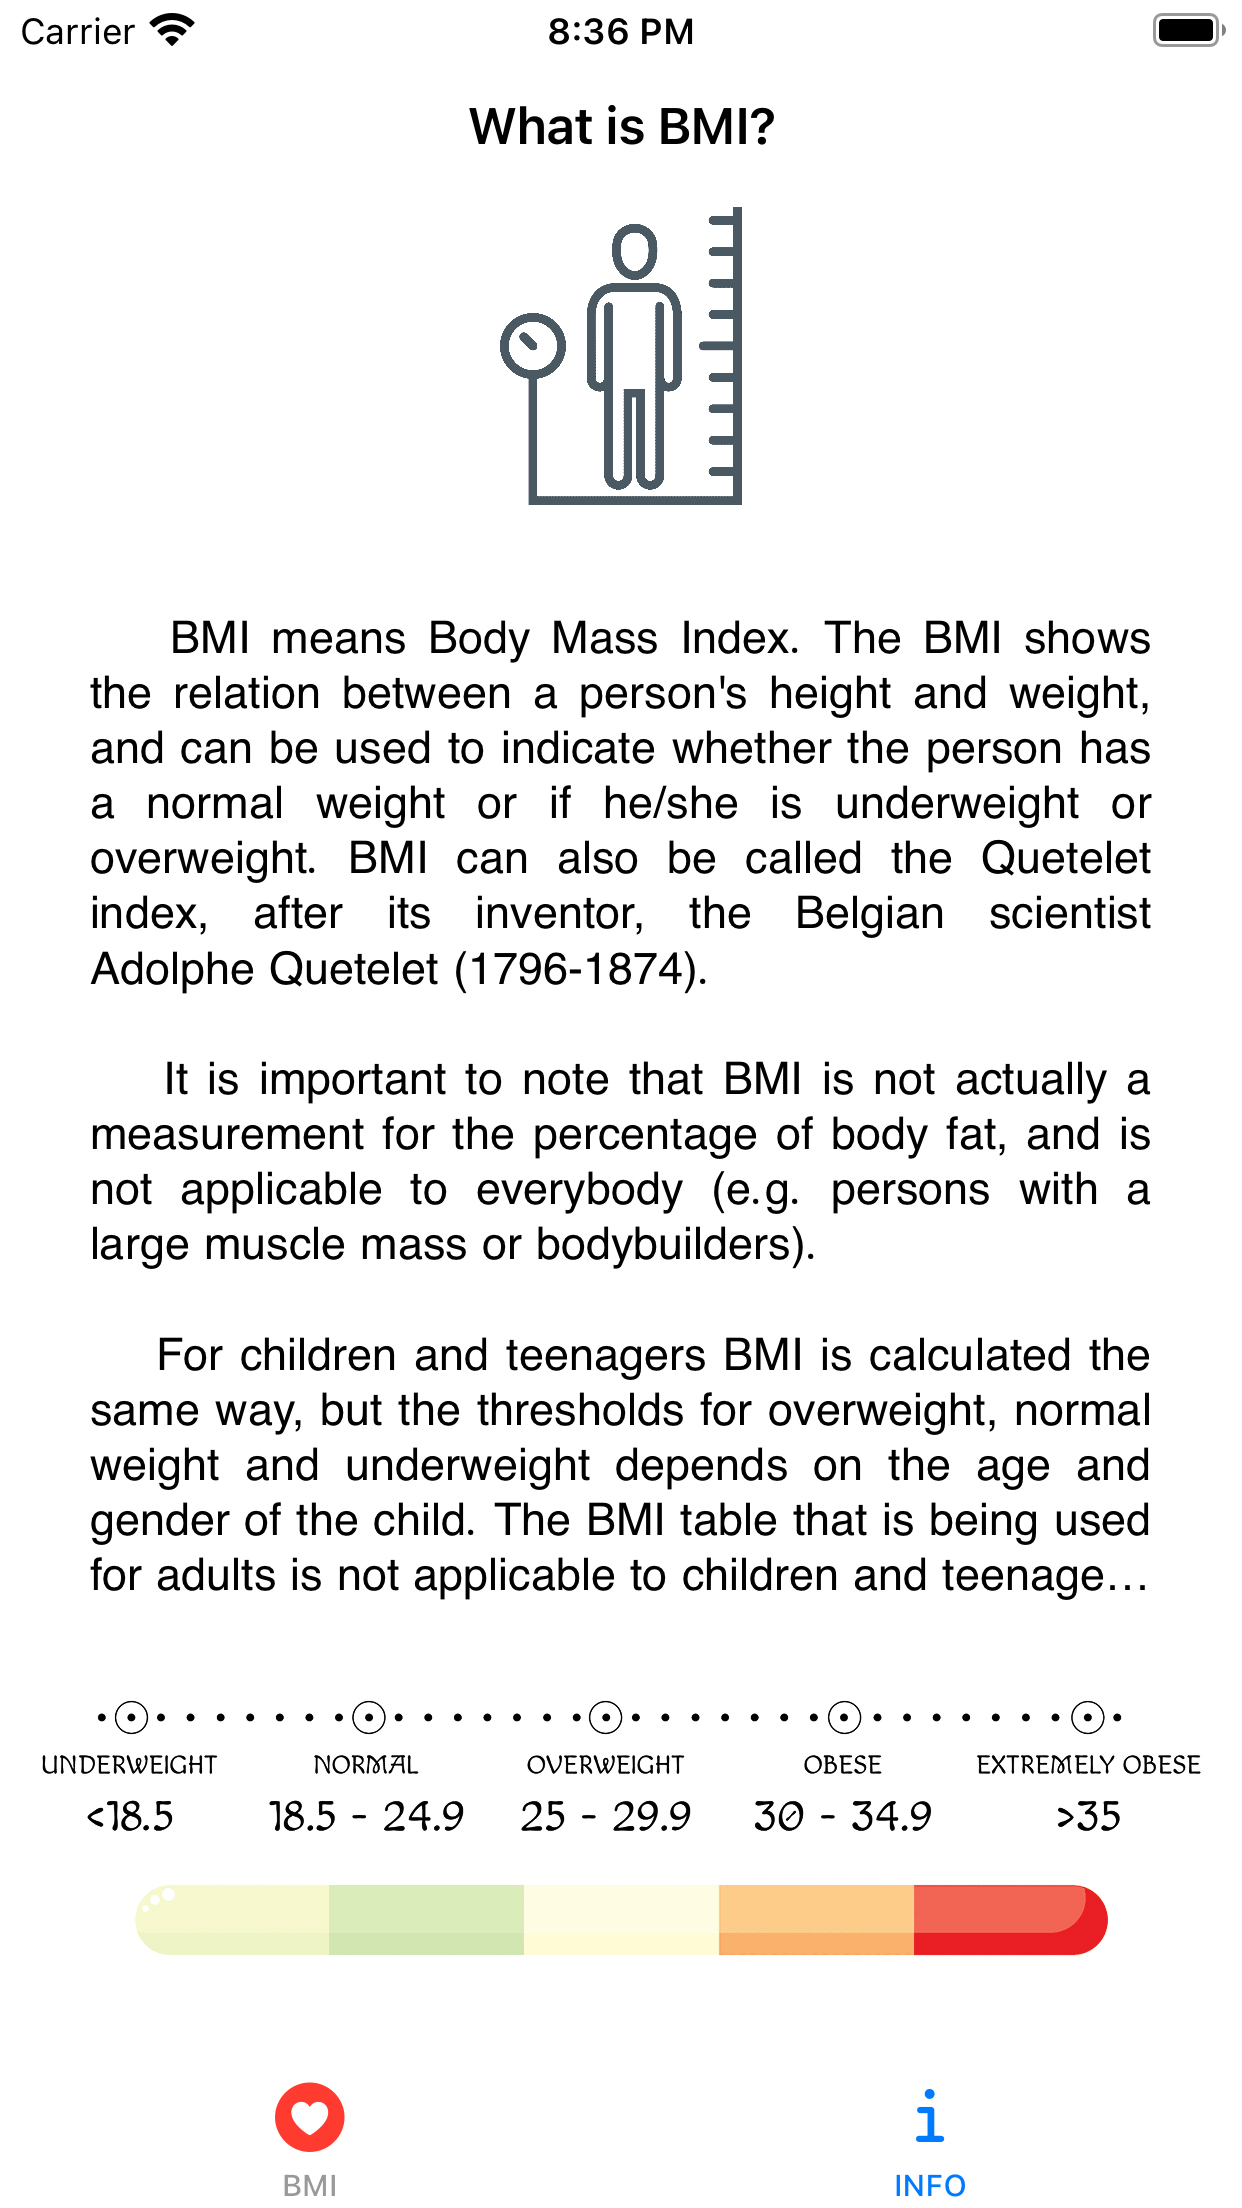 Carrier 8:36 PM
What is BMI?
BMI means Body Mass Index. The BMI shows
the relation between a person's height and weight,
and can be used to indicate whether the person has
a normal weight or if he/she is underweight or
overweight. BMI can also be called the Quetelet
index, after its inventor, the Belgian scientist
Adolphe Quetelet (1796-1874).
It is important to note that BMI is not actually a
measurement for the percentage of body fat, and is
not applicable to everybody (e.g. persons with a
large muscle mass or bodybuilders).
For children and teenagers BMI is calculated the
same way, but the thresholds for overweight, normal
weight and underweight depends on the age and
gender of the child. The BMI table that is being used
for adults is not applicable to children and teenage...
UNDERWEIGHT NORMAL OVERWEIGHT OBESE EXTREMELY OBESE
<18.5 18.5 - 24.9 25 - 29.9 30 - 34.9 >35
BMI INFO